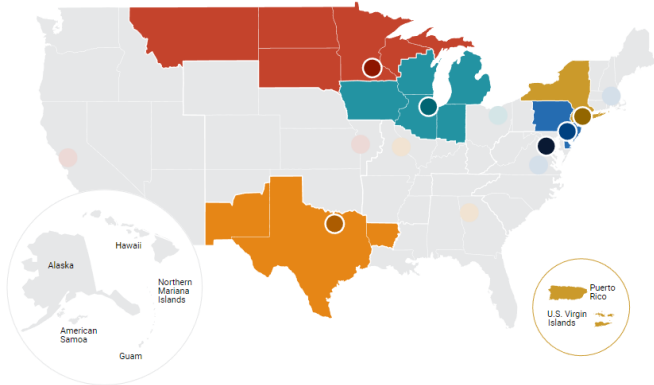 Hawaii
Alaska
Northern
Mariana
Islands
American
Samoa
Guam
Puerto
Rico
U.S. Virgin
Islands